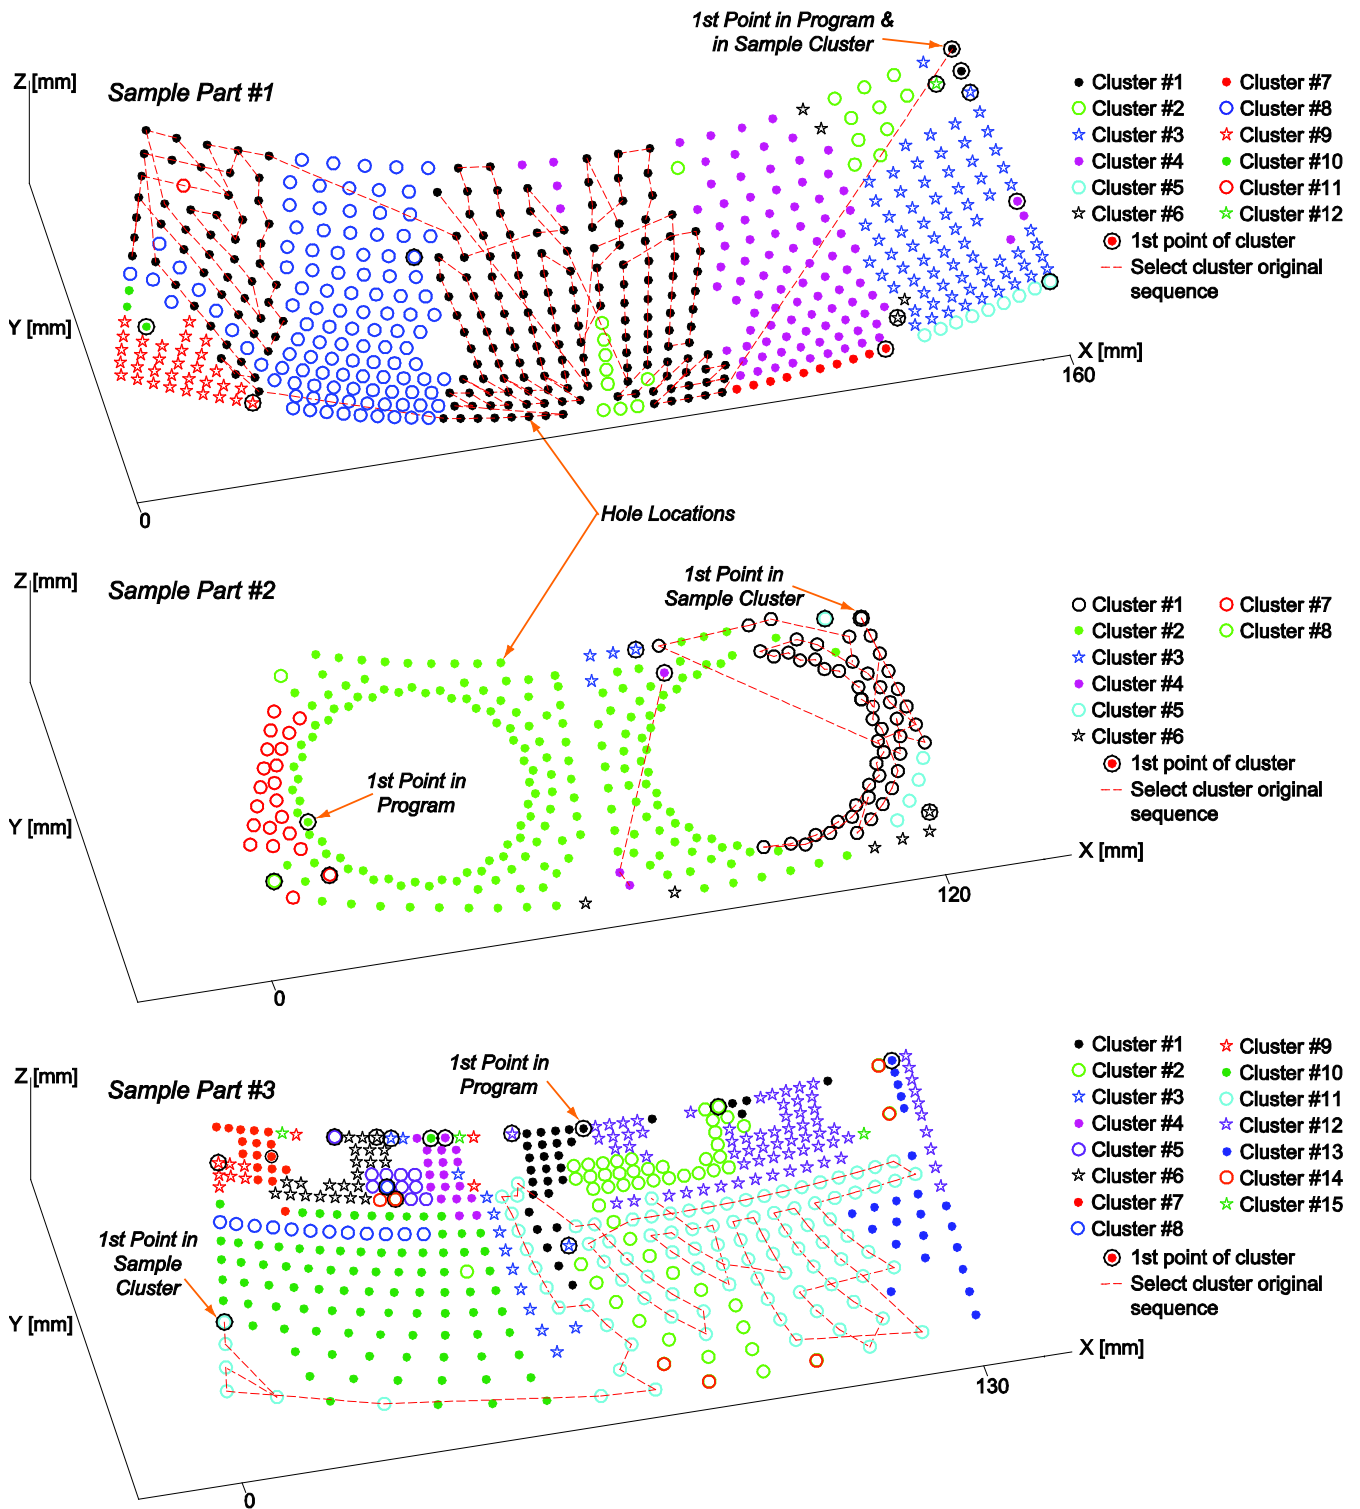 1st Point in Program &
in Sample Cluster
Z [mm]
Sample Part #1
Cluster #1
Cluster #7
Cluster #2
Cluster #8
Cluster #3
Cluster #9
Cluster #4
Cluster #10
Cluster #5
Cluster #11
Cluster #6
Cluster #12
1st point of cluster
Select cluster original
sequence
Y [mm]
X [mm]
160
0
Hole Locations
Z [mm]
Sample Part #2
1st Point in
Sample Cluster
Cluster #1
Cluster #7
Cluster #2
Cluster #8
Cluster #3
Cluster #4
Cluster #5
Cluster #6
1st point of cluster
Select cluster original
sequence
1st Point in
Program
Y [mm]
X [mm]
120
0
Z [mm]
Sample Part #3
1st Point in
Program
Cluster #1
Cluster #9
Cluster #2
Cluster #10
Cluster #3
Cluster #11
Cluster #4
Cluster #12
Cluster #5
Cluster #13
Cluster #6
Cluster #14
Cluster #7
Cluster #15
Cluster #8
1st point of cluster
Select cluster original
sequence
1st Point in
Sample
Cluster
Y [mm]
X [mm]
130
0